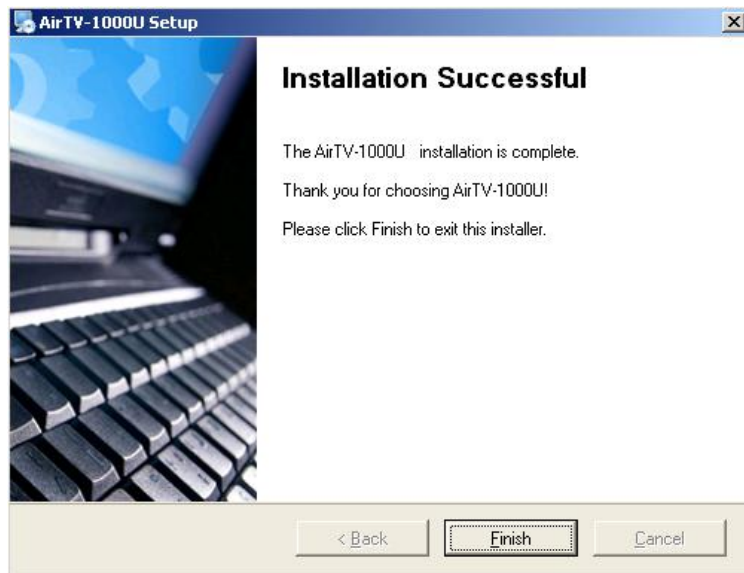 AirTV-1000U Setup
Installation Successful
The AirTV-1000U   installation is complete.
Thank you for choosing AirTV-1000U!
Please click Finish to exit this installer.
< Back
Finish
Cancel